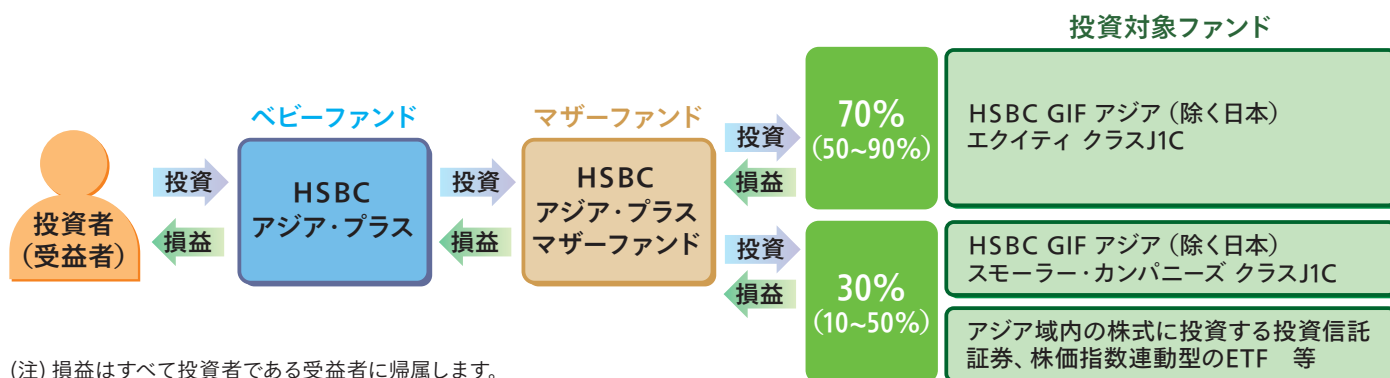 投資対象ファンド
ベビーファンド
マザーファンド
投資者
(受益者)
投資
損益
HSBC
アジア・プラス
投資
損益
HSBC
アジア・プラス
マザーファンド
投資
損益
投資
損益
70%
(50~90%)
HSBC GIF アジア (除く日本)
エクイティ クラスJ1C
30%
(10~50%)
HSBC GIF アジア (除く日本)
スモーラー・カンパニーズ クラスJ1C
アジア域内の株式に投資する投資信託
証券、株価指数連動型のETF 等
(注) 損益はすべて投資者である受益者に帰属します。